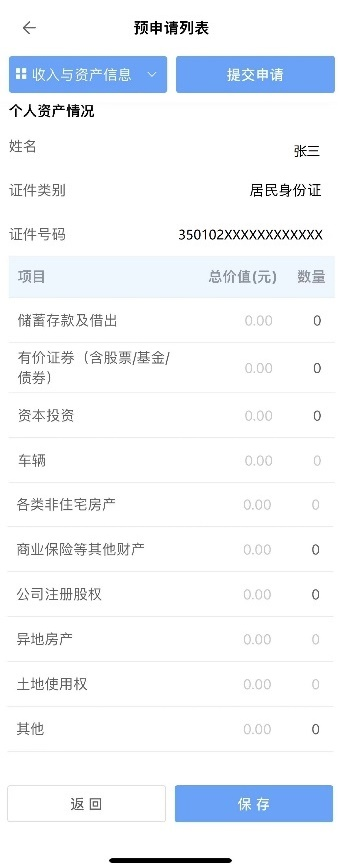 预申请列表
收入与资产信息
提交申请
个人资产情况
姓名 张三
证件类别 居民身份证
证件号码 350102XXXXXXXXXXXX
项目 总价值(元) 数量
储蓄存款及借出 0.00 0
有价证券（含股票/基金/
债券） 0.00 0
资本投资 0.00 0
车辆 0.00 0
各类非住宅房产 0.00 0
商业保险等其他财产 0.00 0
公司注册股权 0.00 0
异地房产 0.00 0
土地使用权 0.00 0
其他 0.00 0
返 回
保 存